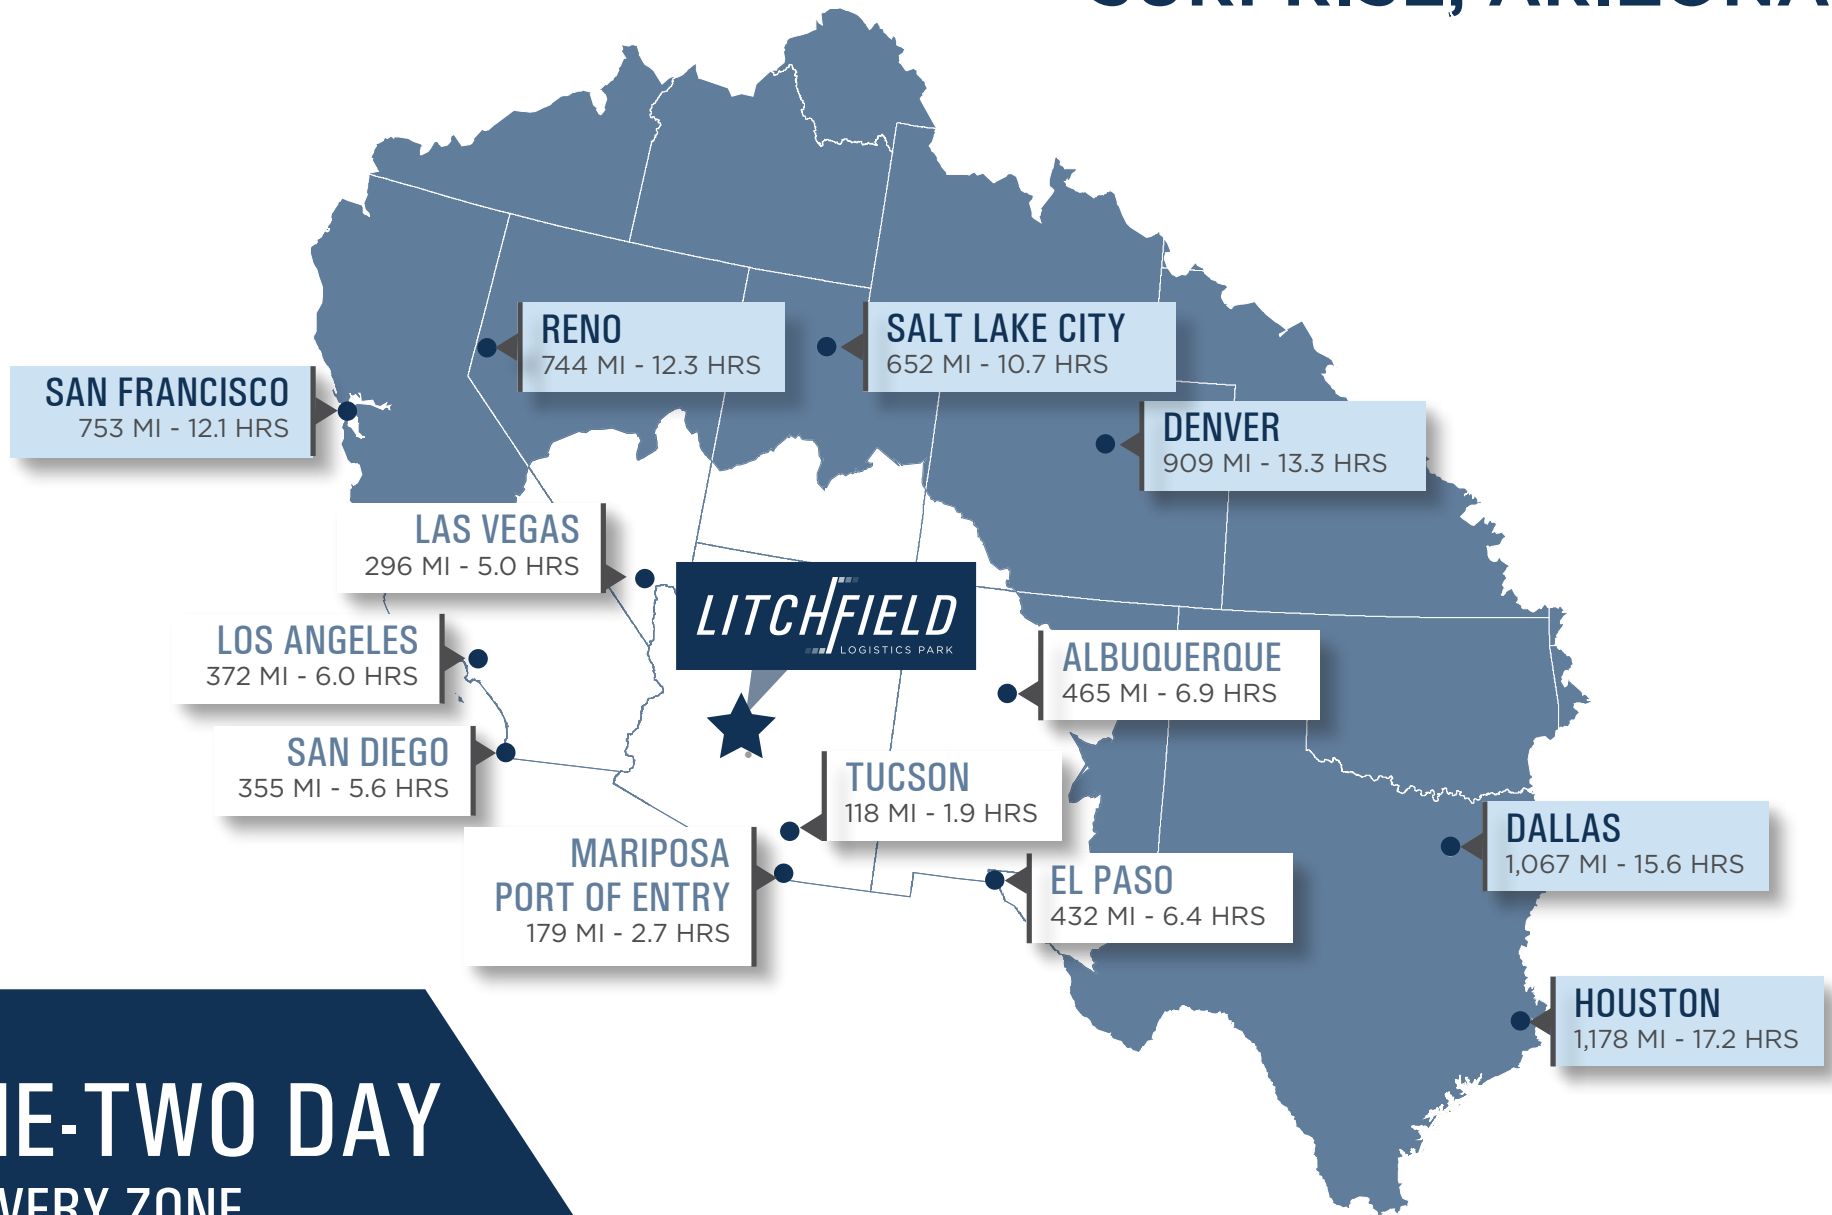 SURPRISE, ARIZONA
RENO
744 MI - 12.3 HRS
SALT LAKE CITY
652 MI - 10.7 HRS
SAN FRANCISCO
753 MI - 12.1 HRS
DENVER
909 MI - 13.3 HRS
LAS VEGAS
296 MI - 5.0 HRS
LITCHFIELD
LOGISTICS PARK
LOS ANGELES
372 MI - 6.0 HRS
ALBUQUERQUE
465 MI - 6.9 HRS
SAN DIEGO
355 MI - 5.6 HRS
TUCSON
118 MI - 1.9 HRS
MARIPOSA
PORT OF ENTRY
179 MI - 2.7 HRS
EL PASO
432 MI - 6.4 HRS
DALLAS
1,067 MI - 15.6 HRS
HOUSTON
1,178 MI - 17.2 HRS
NE-TWO DAY
VERY ZONE